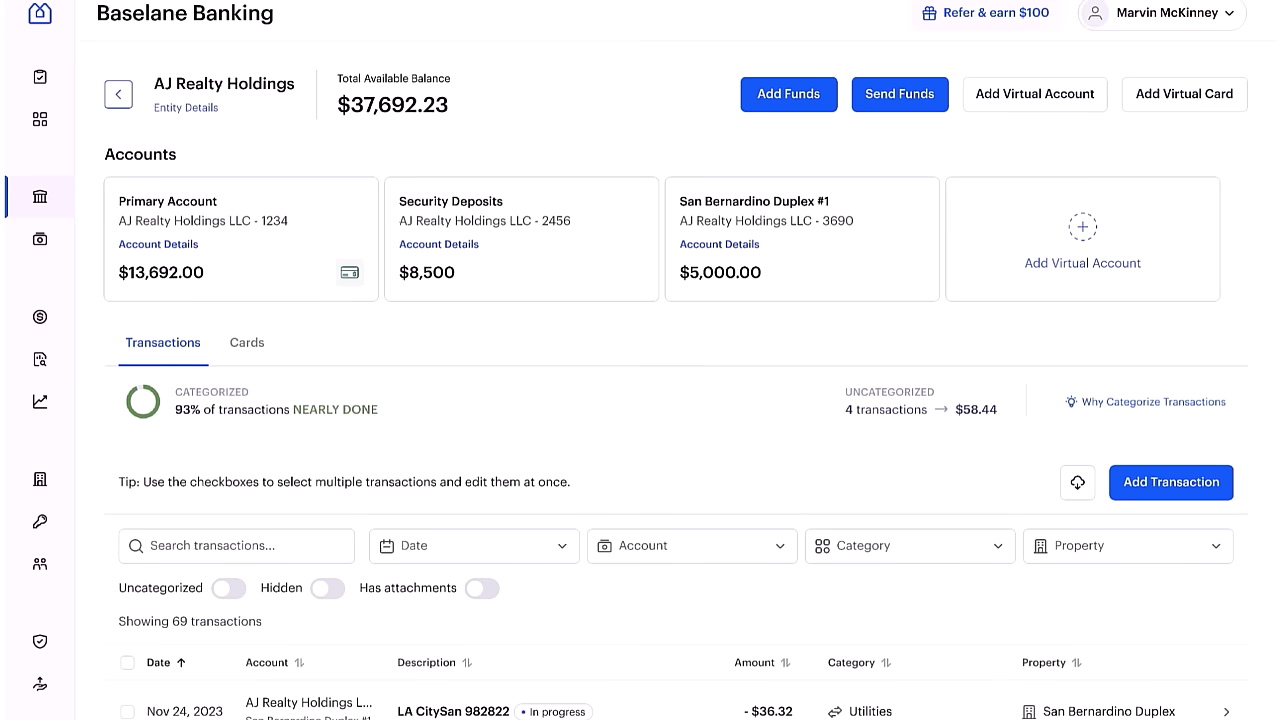 Baselane Banking
Refer & earn $100
Marvin McKinney
AJ Realty Holdings
Entity Details
Total Available Balance
$37,692.23
Add Funds
Send Funds
Add Virtual Account
Add Virtual Card
Accounts
Primary Account
AJ Realty Holdings LLC - 1234
Account Details
$13,692.00
Security Deposits
AJ Realty Holdings LLC - 2456
Account Details
$8,500
San Bernardino Duplex #1
AJ Realty Holdings LLC - 3690
Account Details
$5,000.00
Add Virtual Account
Transactions
Cards
CATEGORIZED
93% of transactions NEARLY DONE
UNCATEGORIZED
4 transactions → $58.44
Why Categorize Transactions
Tip: Use the checkboxes to select multiple transactions and edit them at once.
Add Transaction
Search transactions...
Date
Account
Category
Property
Uncategorized
Hidden
Has attachments
Showing 69 transactions
Date
Account
Description
Amount
Category
Property
Nov 24, 2023
AJ Realty Holdings L...
San Bernardino Duplex #1
LA CitySan 982822
• In progress
- $36.32
Utilities
San Bernardino Duplex